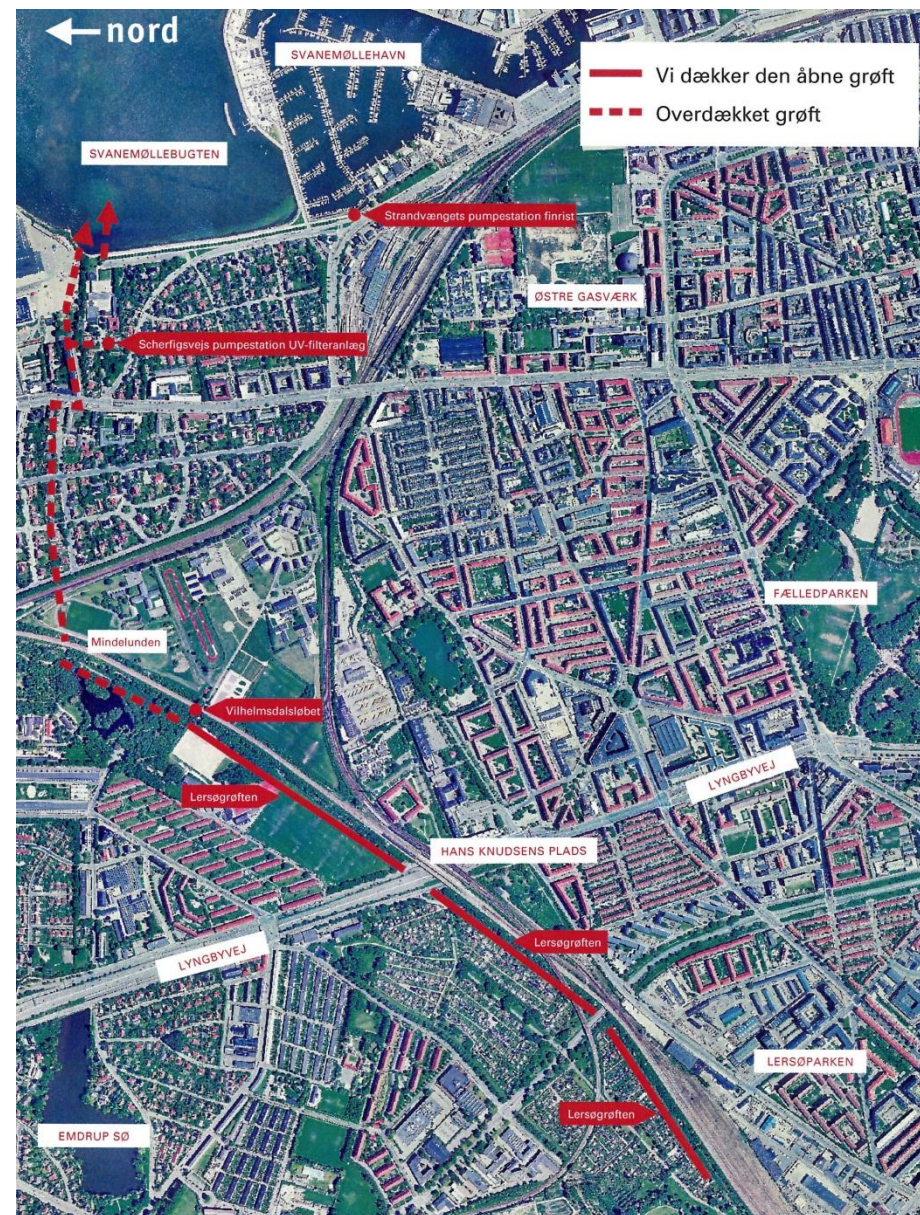 nord
SVANEMØLLEHAVN
Vi dækker den åbne grøft
Overdækket grøft
SVANEMØLLEBUGTEN
Strandvængets pumpestation finrist
ØSTRE GASVÆRK
Scherfigsvejs pumpestation UV-filteranlæg
FÆLLEDPARKEN
Mindelunden
Vilhelmsdalsløbet
LYNGBYVEJ
Lersøgrøften
HANS KNUDSENS PLADS
Lersøgrøften
LYNGBYVEJ
LERSØPARKEN
Lersøgrøften
EMDRUP SØ